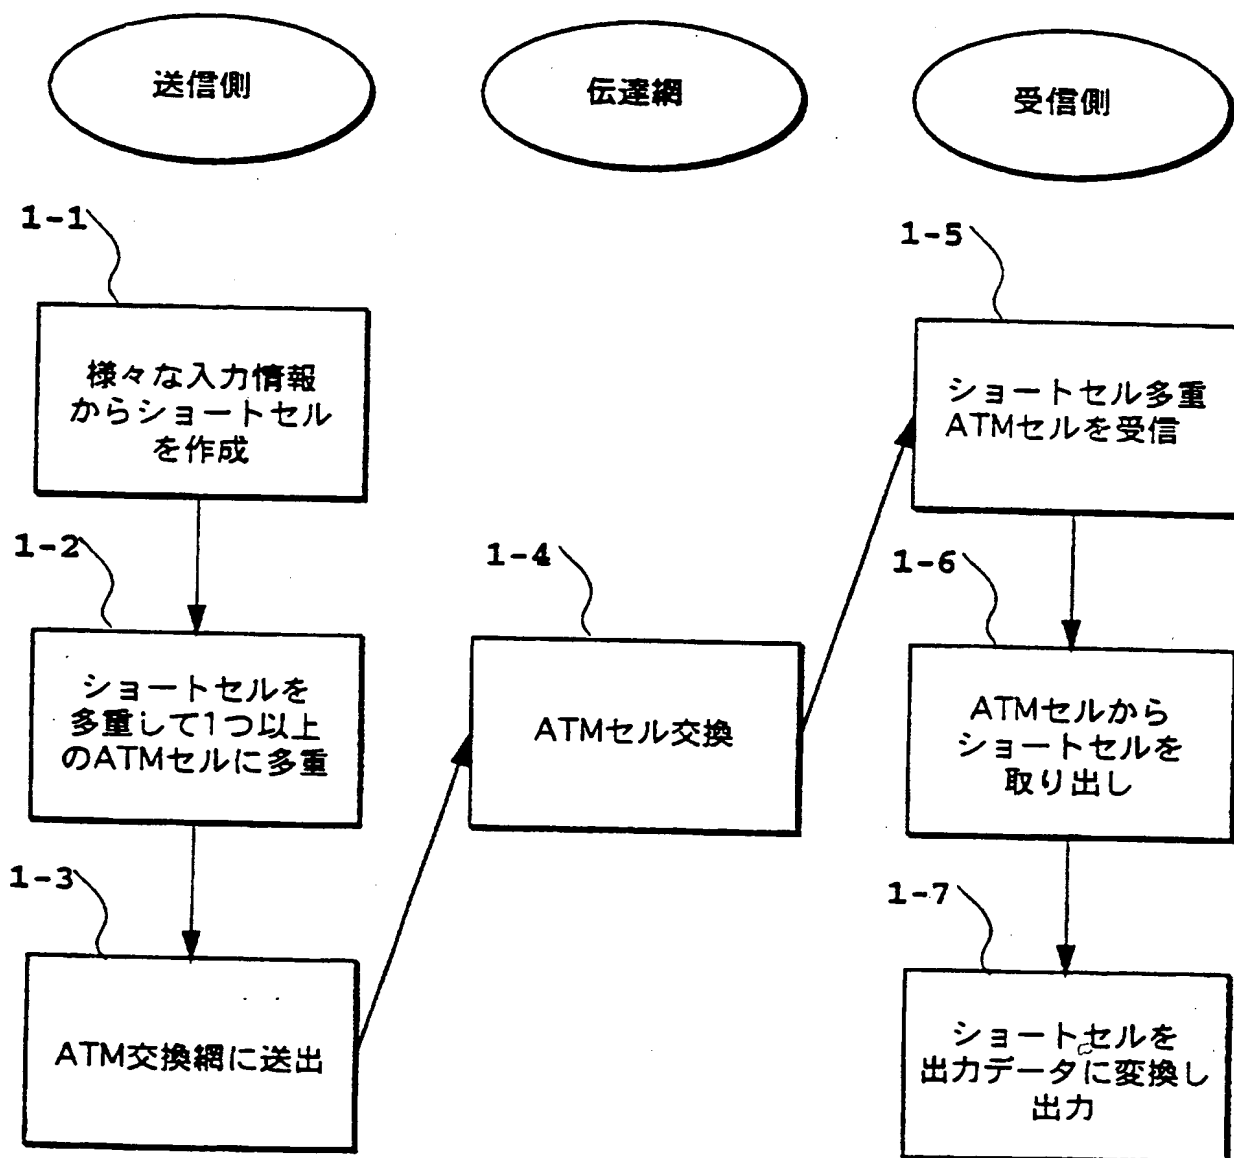 送信側
伝達網
受信側
1-1
様々な入力情報
からショートセル
を作成
1-2
ショートセルを
多重して1つ以上
のATMセルに多重
1-3
ATM交換網に送出
1-4
ATMセル交換
1-5
ショートセル多重
ATMセルを受信
1-6
ATMセルから
ショートセルを
取り出し
1-7
ショートセルを
出力データに変換し
出力